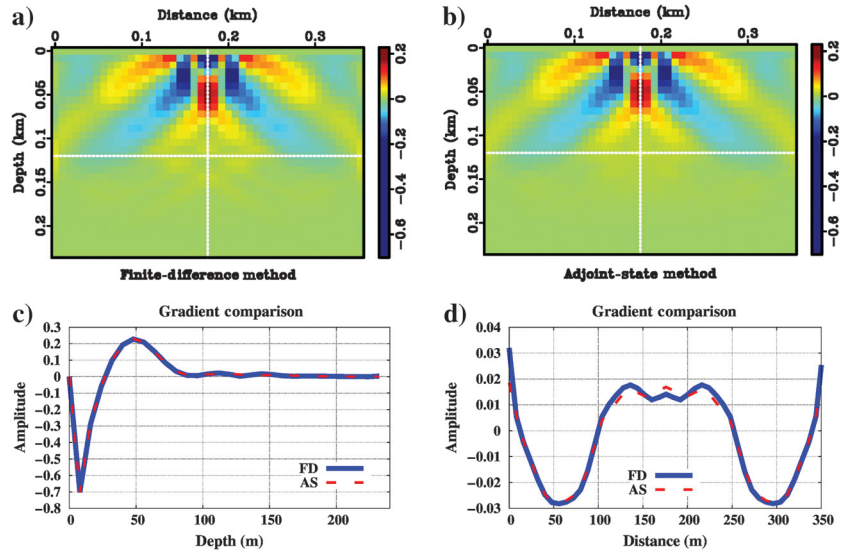 a)
Distance (km)
0 0.1 0.2 0.3
Depth (km)
0
0.05
0.1
0.15
0.2
0.2
0
−0.2
−0.4
−0.6
Finite-difference method
b)
Distance (km)
0 0.1 0.2 0.3
Depth (km)
0
0.05
0.1
0.15
0.2
0.2
0
−0.2
−0.4
−0.6
Adjoint-state method
c)
Gradient comparison
Amplitude
0.3
0.2
0.1
0
−0.1
−0.2
−0.3
−0.4
−0.5
−0.6
−0.7
−0.8
FD
AS
0 50 100 150 200
Depth (m)
d)
Gradient comparison
Amplitude
0.04
0.03
0.02
0.01
0
−0.01
−0.02
−0.03
FD
AS
0 50 100 150 200 250 300 350
Distance (m)